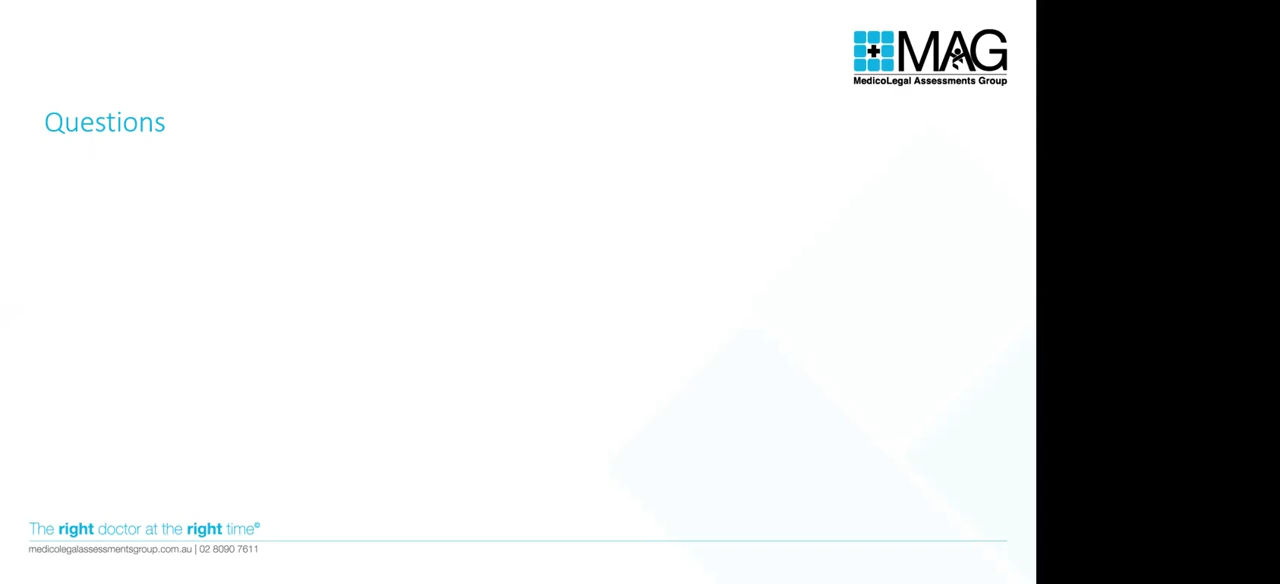 MAG
MedicoLegal Assessments Group
Questions
The right doctor at the right time©
medicolegalassessmentsgroup.com.au | 02 8090 7611